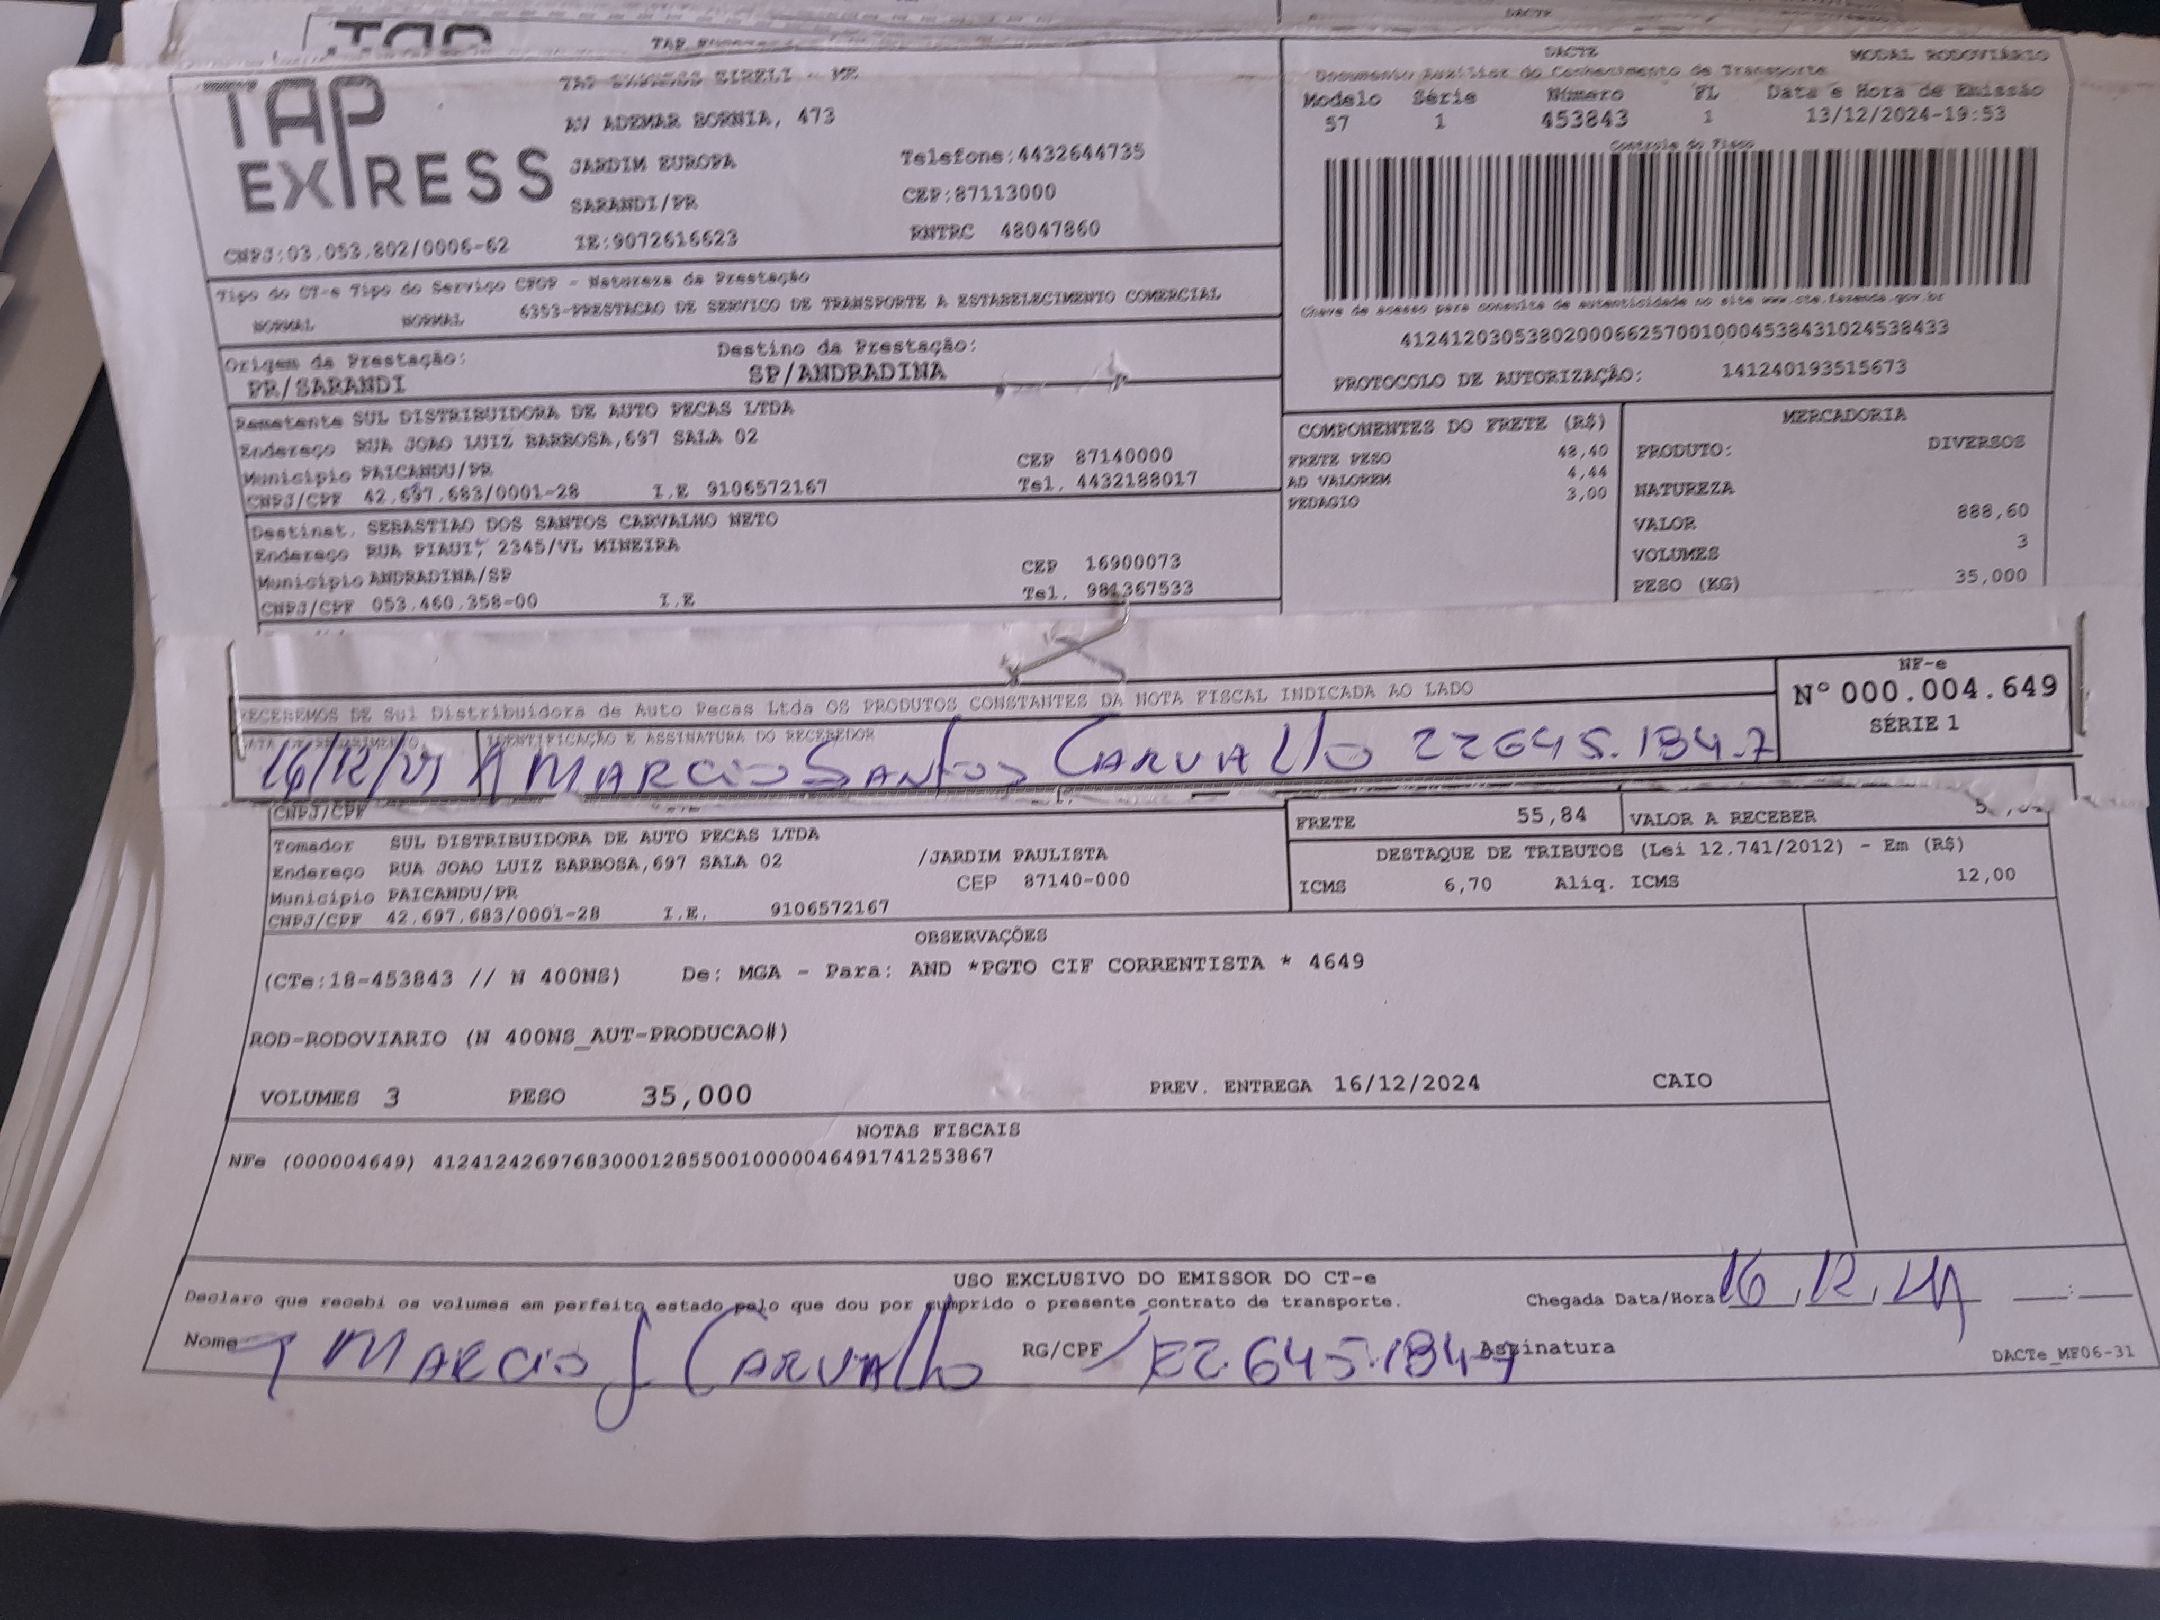 DACTE
TAP
TAP
TAP EXPRESS
TAP EXPRESS EIRELI - ME
AV ADEMAR BORNIA, 473
JARDIM EUROPA
Telefone:4432644735
SARANDI/PR
CEP:87113000
CNPJ:03.053.802/0006-62
IE:9072616623
RNTRC 48047860
DACTE
MODAL RODOVIÁRIO
Documento Auxiliar do Conhecimento de Transporte
Modelo Série Número FL Data e Hora de Emissão
57 1 453843 1 13/12/2024-19:53
Controle do Fisco
Chave de acesso para consulta de autenticidade no site www.cte.fazenda.gov.br
41241203053802000662570010004538431024538433
PROTOCOLO DE AUTORIZAÇÃO: 141240193515673
Tipo do CT-e Tipo do Serviço CFOP - Natureza da Prestação
NORMAL NORMAL 6353-PRESTACAO DE SERVICO DE TRANSPORTE A ESTABELECIMENTO COMERCIAL
Origem da Prestação: Destino da Prestação:
PR/SARANDI SP/ANDRADINA
Remetente SUL DISTRIBUIDORA DE AUTO PECAS LTDA
Endereço RUA JOAO LUIZ BARBOSA,697 SALA 02
Município PAICANDU/PR CEP 87140000
CNPJ/CPF 42.697.683/0001-28 I.E 9106572167 Tel. 4432188017
Destinat. SEBASTIAO DOS SANTOS CARVALHO NETO
Endereço RUA PIAUI, 2345/VL MINEIRA
Município ANDRADINA/SP CEP 16900073
CNPJ/CPF 053.460.358-00 I.E Tel. 981367533
COMPONENTES DO FRETE (R$)
FRETE PESO 48,40
AD VALOREM 4,44
PEDAGIO 3,00
MERCADORIA
PRODUTO: DIVERSOS
NATUREZA
VALOR 888,60
VOLUMES 3
PESO (KG) 35,000
RECEBEMOS DE Sul Distribuidora de Auto Pecas Ltda OS PRODUTOS CONSTANTES DA NOTA FISCAL INDICADA AO LADO
NF-e
Nº 000.004.649
SÉRIE 1
DATA DE RECEBIMENTO IDENTIFICAÇÃO E ASSINATURA DO RECEBEDOR
16/12/24 MARCIO SANTOS CARVALHO 22645.184-7
CNPJ/CPF
Tomador SUL DISTRIBUIDORA DE AUTO PECAS LTDA
Endereço RUA JOAO LUIZ BARBOSA,697 SALA 02 /JARDIM PAULISTA
Município PAICANDU/PR CEP 87140-000
CNPJ/CPF 42.697.683/0001-28 I.E. 9106572167
FRETE 55,84 VALOR A RECEBER
DESTAQUE DE TRIBUTOS (Lei 12.741/2012) - Em (R$)
ICMS 6,70 Aliq. ICMS 12,00
OBSERVAÇÕES
(CTe:18-453843 // N 400NS) De: MGA - Para: AND *PGTO CIF CORRENTISTA * 4649
ROD-RODOVIARIO (N 400NS_AUT-PRODUCAO#)
VOLUMES 3 PESO 35,000 PREV. ENTREGA 16/12/2024 CAIO
NOTAS FISCAIS
NFe (000004649) 41241242697683000128550010000046491741253867
USO EXCLUSIVO DO EMISSOR DO CT-e
Declaro que recebi os volumes em perfeito estado pelo que dou por cumprido o presente contrato de transporte. Chegada Data/Hora 16,12,24 __:__
Nome MARCIO S CARVALHO RG/CPF 22.645.184-7 Assinatura
DACTe_MF06-31